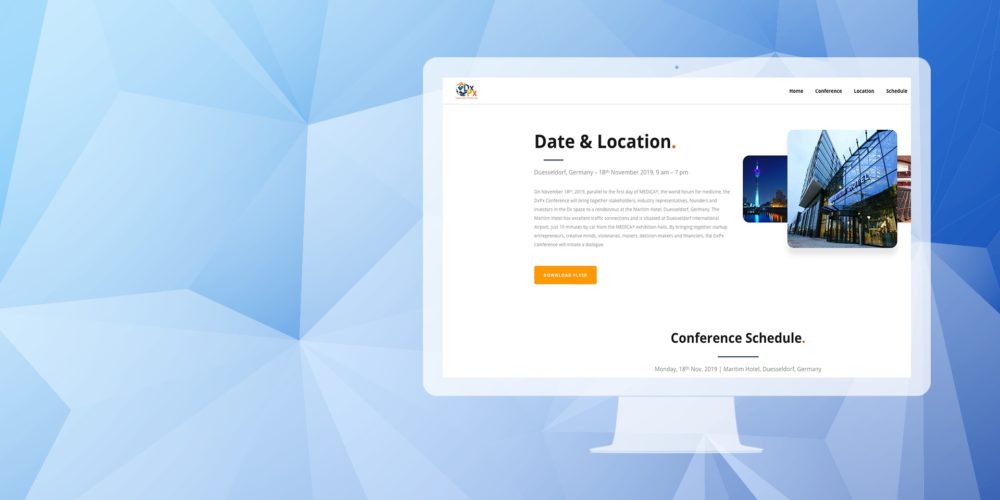 DxPx
Home Conference Location Schedule
Date & Location.
Duesseldorf, Germany – 18th November 2019, 9 am – 7 pm
On November 18th, 2019, parallel to the first day of MEDICA®, the world forum for medicine, the
DxPx Conference will bring together stakeholders, industry representatives, founders and
investors in the Dx space to a rendezvous at the Maritim Hotel, Duesseldorf, Germany. The
Maritim Hotel has excellent traffic connections and is situated at Duesseldorf International
Airport, just 10 minutes by car from the MEDICA® exhibition halls. By bringing together startup
entrepreneurs, creative minds, visionaries, movers, decision-makers and financiers, the DxPx
Conference will initiate a dialogue
DOWNLOAD FLYER
Conference Schedule.
Monday, 18th Nov. 2019 | Maritim Hotel, Duesseldorf, Germany